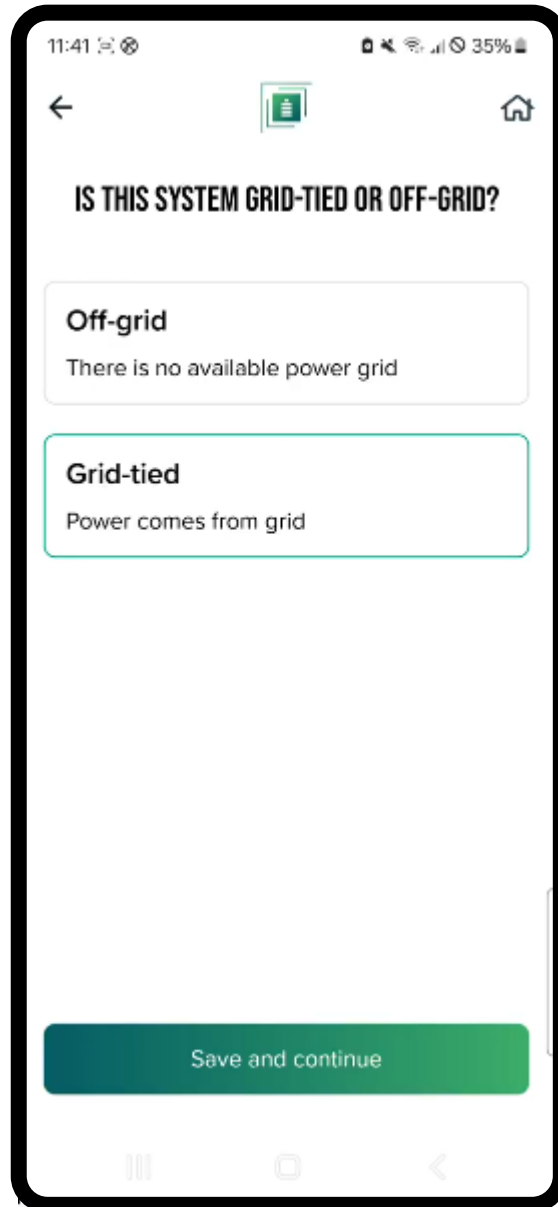 11:41
35%
IS THIS SYSTEM GRID-TIED OR OFF-GRID?
Off-grid
There is no available power grid
Grid-tied
Power comes from grid
Save and continue